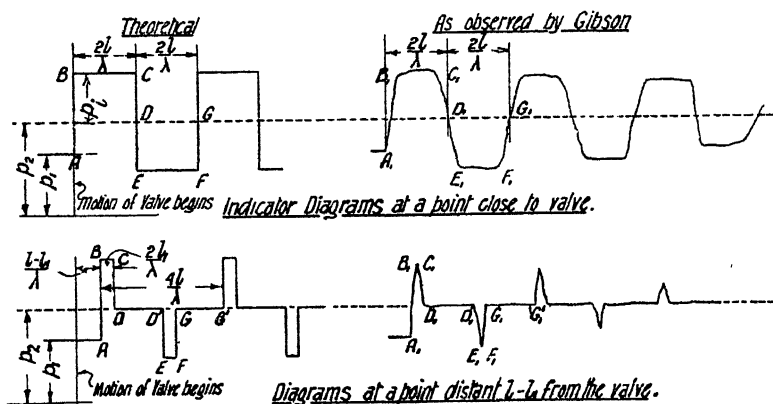 Theoretical
As observed by Gibson
2l/λ 2l/λ
2l/λ 2l/λ
B C
B₁ C₁
pᵢ
D G
D₁ G₁
p₂
A
A₁
p₁
E F
E₁ F₁
Motion of Valve begins
Indicator Diagrams at a point close to valve.
l-l₁/λ
B C
2l₁/λ
4l/λ
B₁ C₁
D D' G G'
D₁ D₁' G₁ G₁'
p₂
A
A₁
p₁
E F
E₁ F₁
Motion of Valve begins
Diagrams at a point distant l-l₁ from the valve.